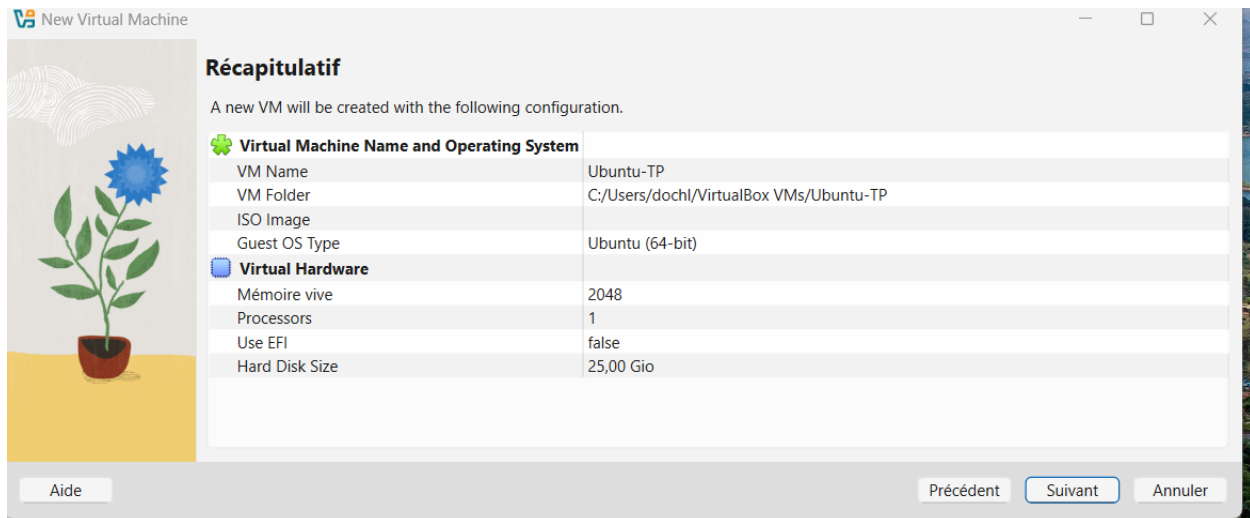 New Virtual Machine
Récapitulatif
A new VM will be created with the following configuration.
Virtual Machine Name and Operating System
VM Name Ubuntu-TP
VM Folder C:/Users/dochl/VirtualBox VMs/Ubuntu-TP
ISO Image
Guest OS Type Ubuntu (64-bit)
Virtual Hardware
Mémoire vive 2048
Processors 1
Use EFI false
Hard Disk Size 25,00 Gio
Aide Précédent Suivant Annuler